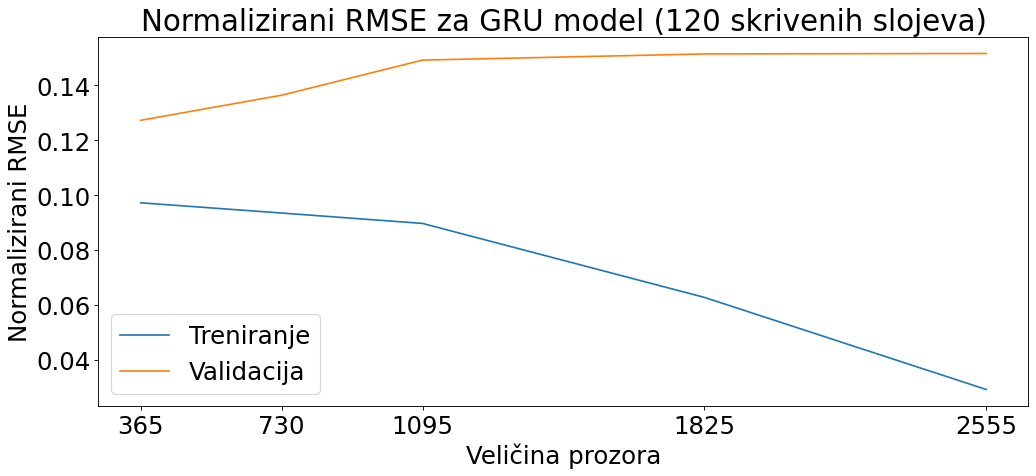 Normalizirani RMSE za GRU model (120 skrivenih slojeva)
Normalizirani RMSE
0.14
0.12
0.10
0.08
0.06
0.04
Treniranje
Validacija
365 730 1095 1825 2555
Veličina prozora